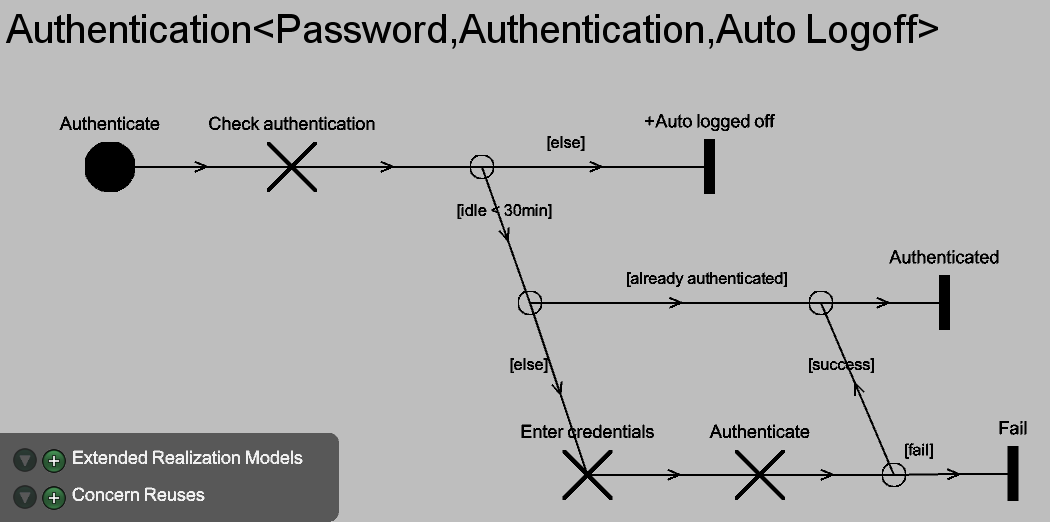 Authentication<Password,Authentication,Auto Logoff>
Authenticate
Check authentication
[else]
+Auto logged off
[idle < 30min]
[already authenticated]
Authenticated
[else]
[success]
Enter credentials
Authenticate
[fail]
Fail
Extended Realization Models
Concern Reuses